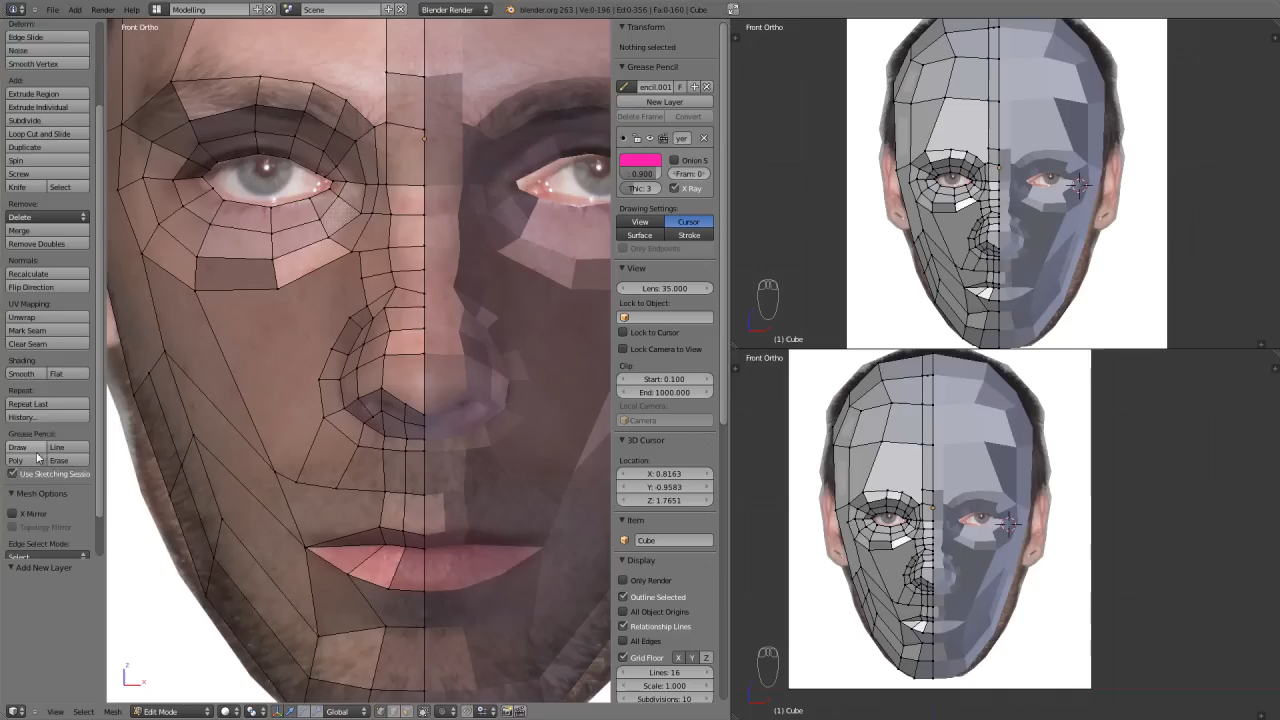 File Add Render Help Modelling Scene Blender Render blender.org 263 | Ve:0-196 | Ed:0-356 | Fa:0-160 | Cube
Deform:
Edge Slide
Noise
Smooth Vertex
Add:
Extrude Region
Extrude Individual
Subdivide
Loop Cut and Slide
Duplicate
Spin
Screw
Knife Select
Remove:
Delete
Merge
Remove Doubles
Normals:
Recalculate
Flip Direction
UV Mapping:
Unwrap
Mark Seam
Clear Seam
Shading
Smooth Flat
Repeat:
Repeat Last
History...
Grease Pencil:
Draw Line
Poly Erase
Use Sketching Sessio
Mesh Options
X Mirror
Topology Mirror
Edge Select Mode:
Select
Add New Layer
Front Ortho
z
x
View Select Mesh Edit Mode Global
Transform
Nothing selected
Grease Pencil
encil.001 F
New Layer
Delete Frame Convert
yer
Onion S
0.900 Fram: 0
Thic: 3 X Ray
Drawing Settings:
View Cursor
Surface Stroke
Only Endpoints
View
Lens: 35.000
Lock to Object:
Lock to Cursor
Lock Camera to View
Clip:
Start: 0.100
End: 1000.000
Local Camera:
Camera
3D Cursor
Location:
X: 0.8163
Y: -0.9583
Z: 1.7651
Item
Cube
Display
Only Render
Outline Selected
All Object Origins
Relationship Lines
All Edges
Grid Floor X Y Z
Lines: 16
Scale: 1.000
Subdivisions: 10
Front Ortho
(1) Cube
Front Ortho
(1) Cube